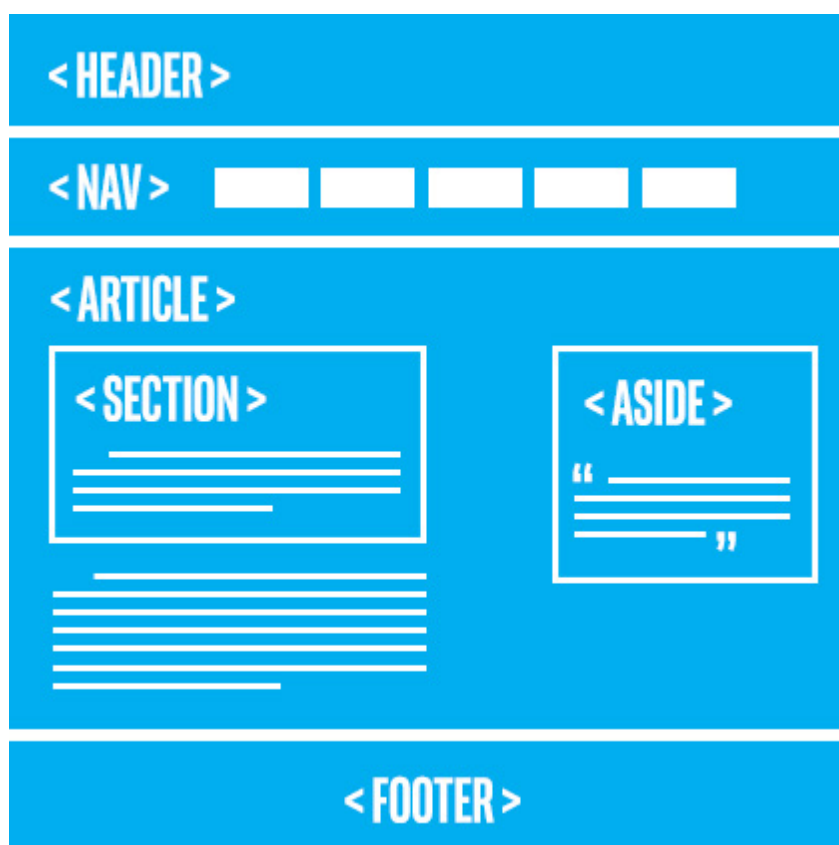 <HEADER>
<NAV>
<ARTICLE>
<SECTION>
<ASIDE>
“
”
<FOOTER>